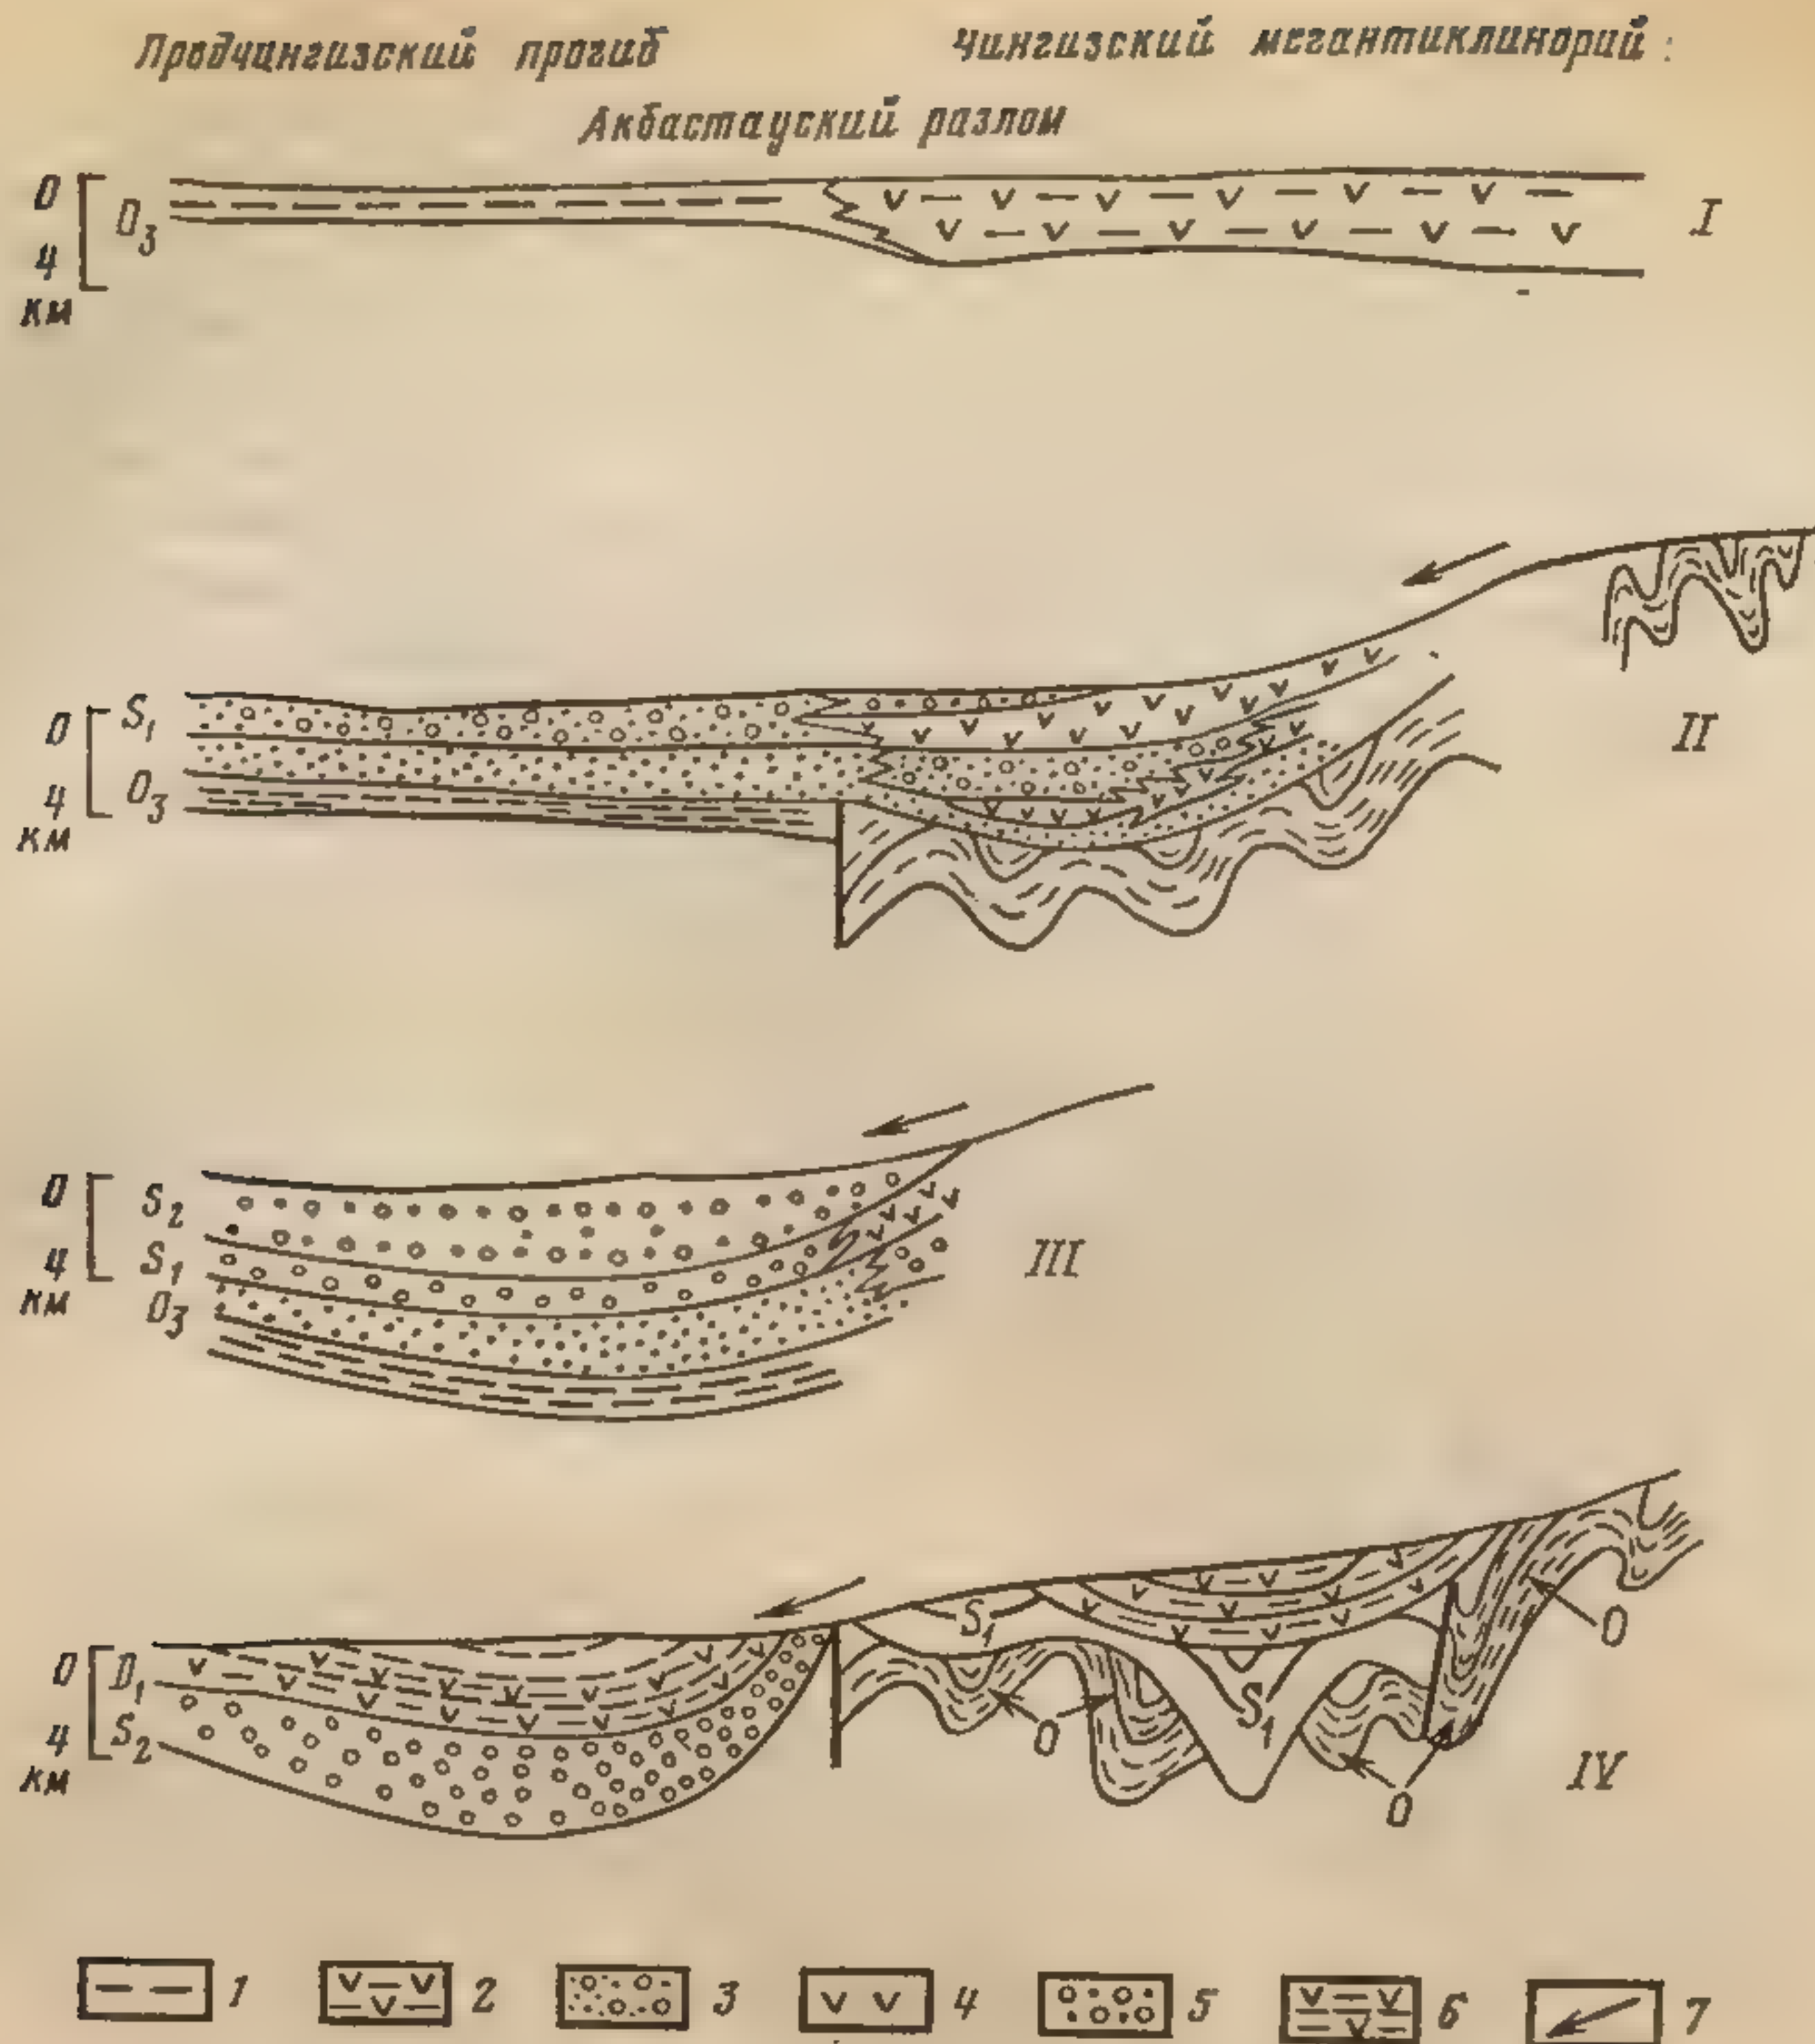 Предчингизский прогиб
Чингизский мегантиклинорий:
Акбастауский разлом
0
O3
4
км
I
S1
0
4
O3
км
II
0
S2
4
S1
км
O3
III
S1
O
0
D1
S1
4
S2
O
км
IV
O
1
2
3
4
5
6
7